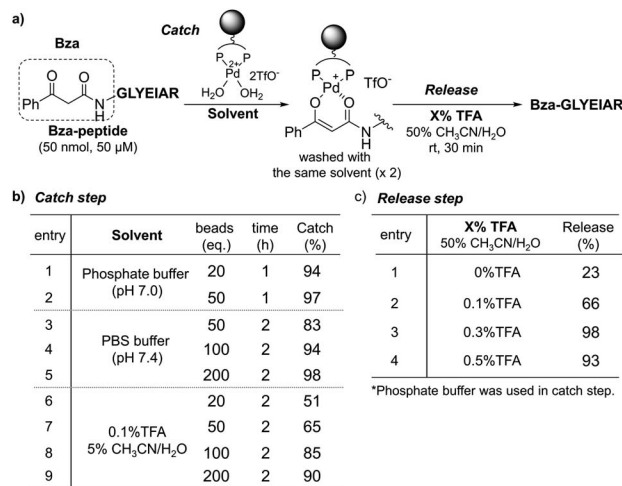 a)
Bza
Catch
Release
O O
Ph N H GLYEIAR
Bza-peptide
(50 nmol, 50 µM)
P P
2+
Pd 2TfO-
H2O OH2
Solvent
P + P
Pd TfO-
O O
Ph N H
washed with
the same solvent (x 2)
X% TFA
50% CH3CN/H2O
rt, 30 min
Bza-GLYEIAR
b) Catch step
entry Solvent beads (eq.) time (h) Catch (%)
1 Phosphate buffer (pH 7.0) 20 1 94
2 50 1 97
3 PBS buffer (pH 7.4) 50 2 83
4 100 2 94
5 200 2 98
6 0.1%TFA 5% CH3CN/H2O 20 2 51
7 50 2 65
8 100 2 85
9 200 2 90
c) Release step
entry X% TFA 50% CH3CN/H2O Release (%)
1 0%TFA 23
2 0.1%TFA 66
3 0.3%TFA 98
4 0.5%TFA 93
*Phosphate buffer was used in catch step.